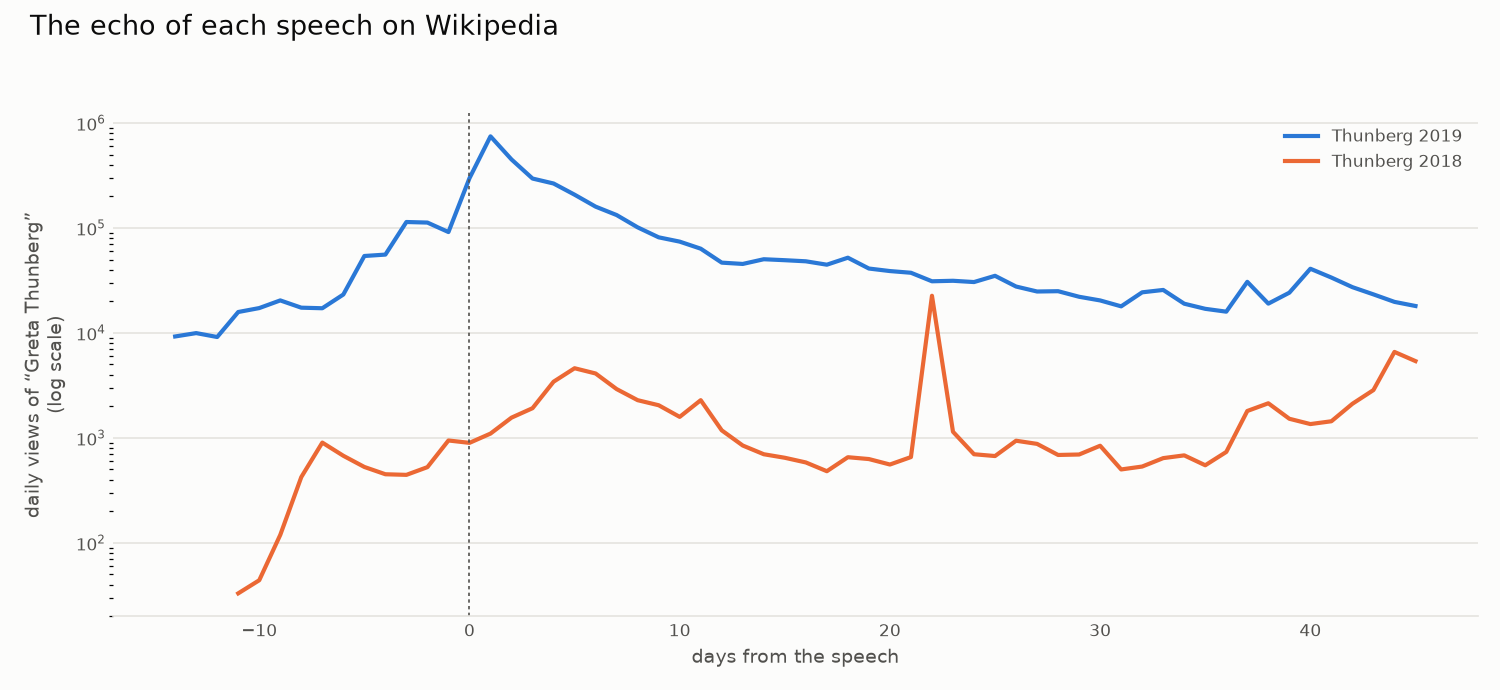 The echo of each speech on Wikipedia
daily views of “Greta Thunberg”
(log scale)
10⁶
10⁵
10⁴
10³
10²
Thunberg 2019
Thunberg 2018
−10
0
10
20
30
40
days from the speech